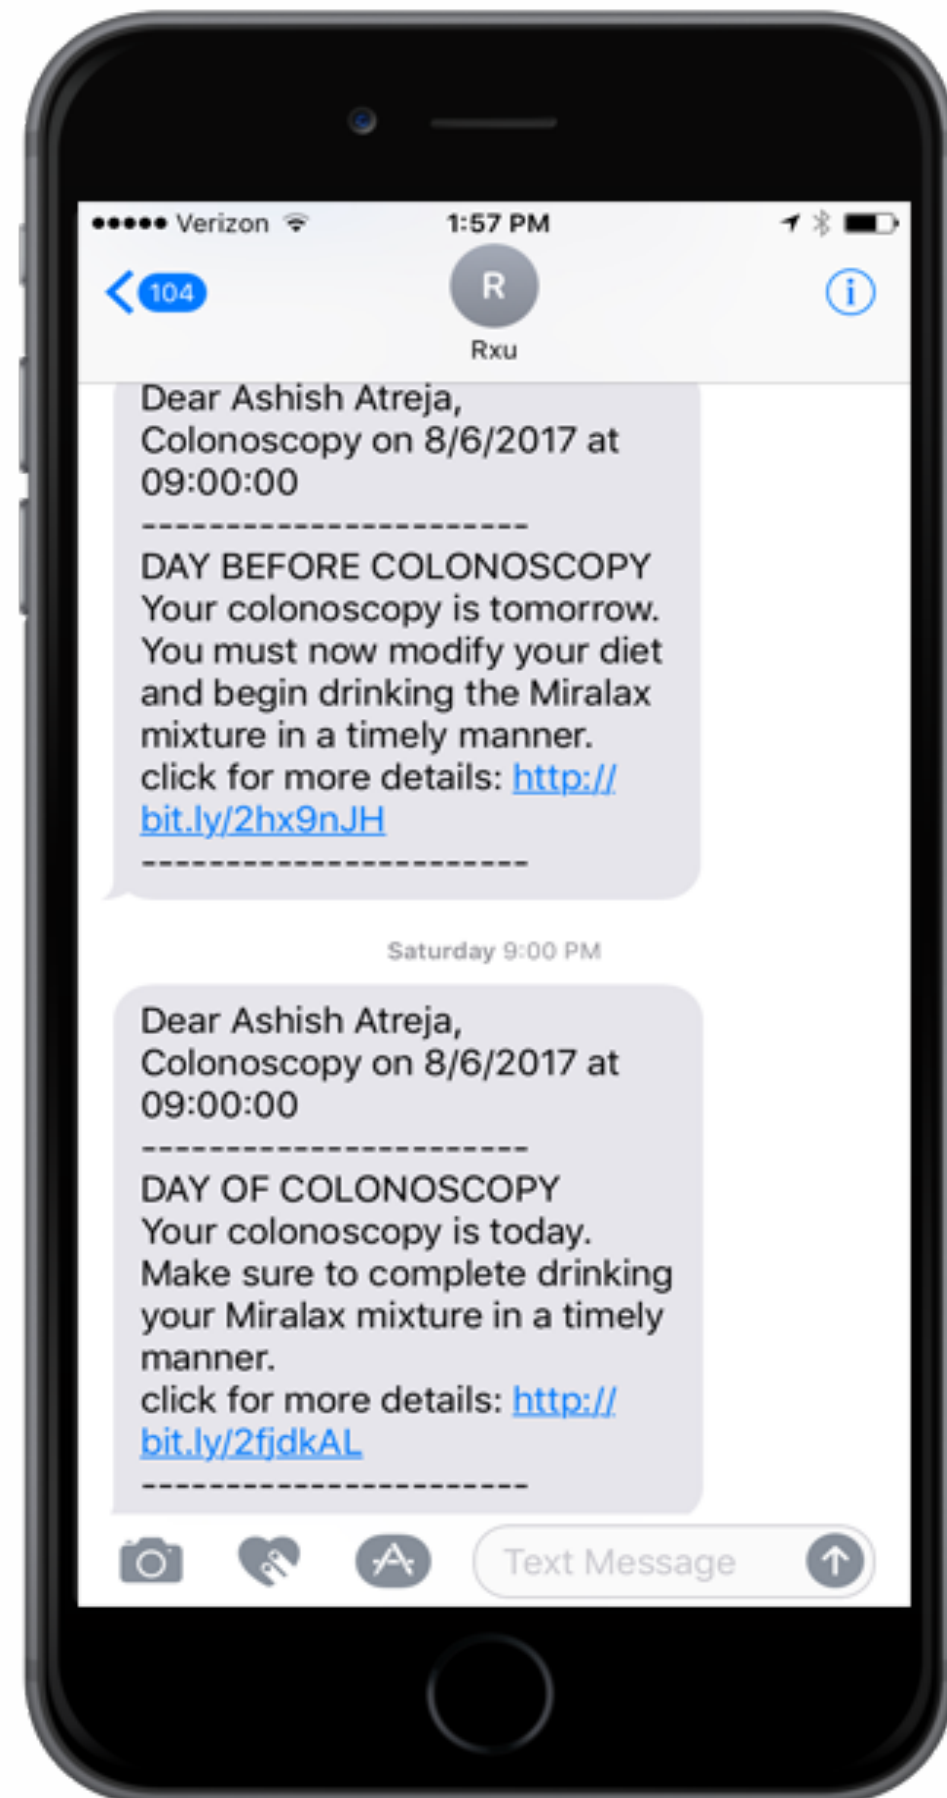 Verizon 1:57 PM
104
R
i
Rxu
Dear Ashish Atreja,
Colonoscopy on 8/6/2017 at
09:00:00
-----------------------
DAY BEFORE COLONOSCOPY
Your colonoscopy is tomorrow.
You must now modify your diet
and begin drinking the Miralax
mixture in a timely manner.
click for more details: http://
bit.ly/2hx9nJH
-----------------------
Saturday 9:00 PM
Dear Ashish Atreja,
Colonoscopy on 8/6/2017 at
09:00:00
-----------------------
DAY OF COLONOSCOPY
Your colonoscopy is today.
Make sure to complete drinking
your Miralax mixture in a timely
manner.
click for more details: http://
bit.ly/2fjdkAL
-----------------------
Text Message